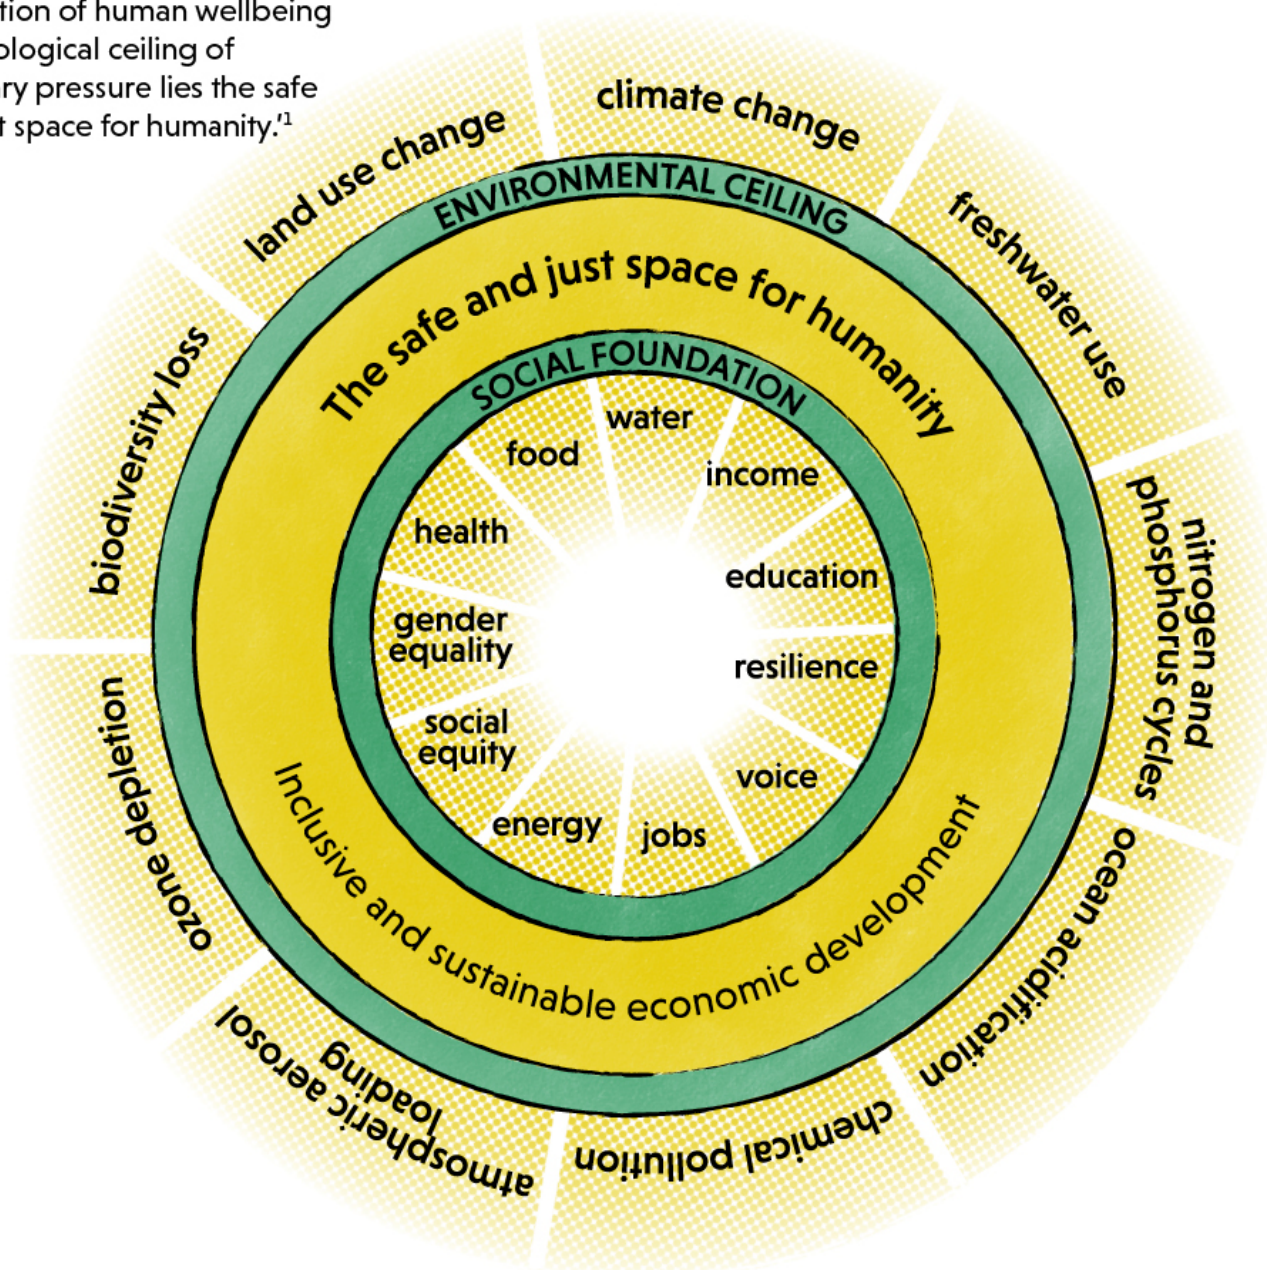 tion of human wellbeing
ological ceiling of
ry pressure lies the safe
t space for humanity.’¹
climate change
freshwater use
nitrogen and
phosphorus cycles
ocean acidification
chemical pollution
atmospheric aerosol
loading
ozone depletion
biodiversity loss
land use change
ENVIRONMENTAL CEILING
The safe and just space for humanity
Inclusive and sustainable economic development
SOCIAL FOUNDATION
water
income
education
resilience
voice
jobs
energy
social
equity
gender
equality
health
food